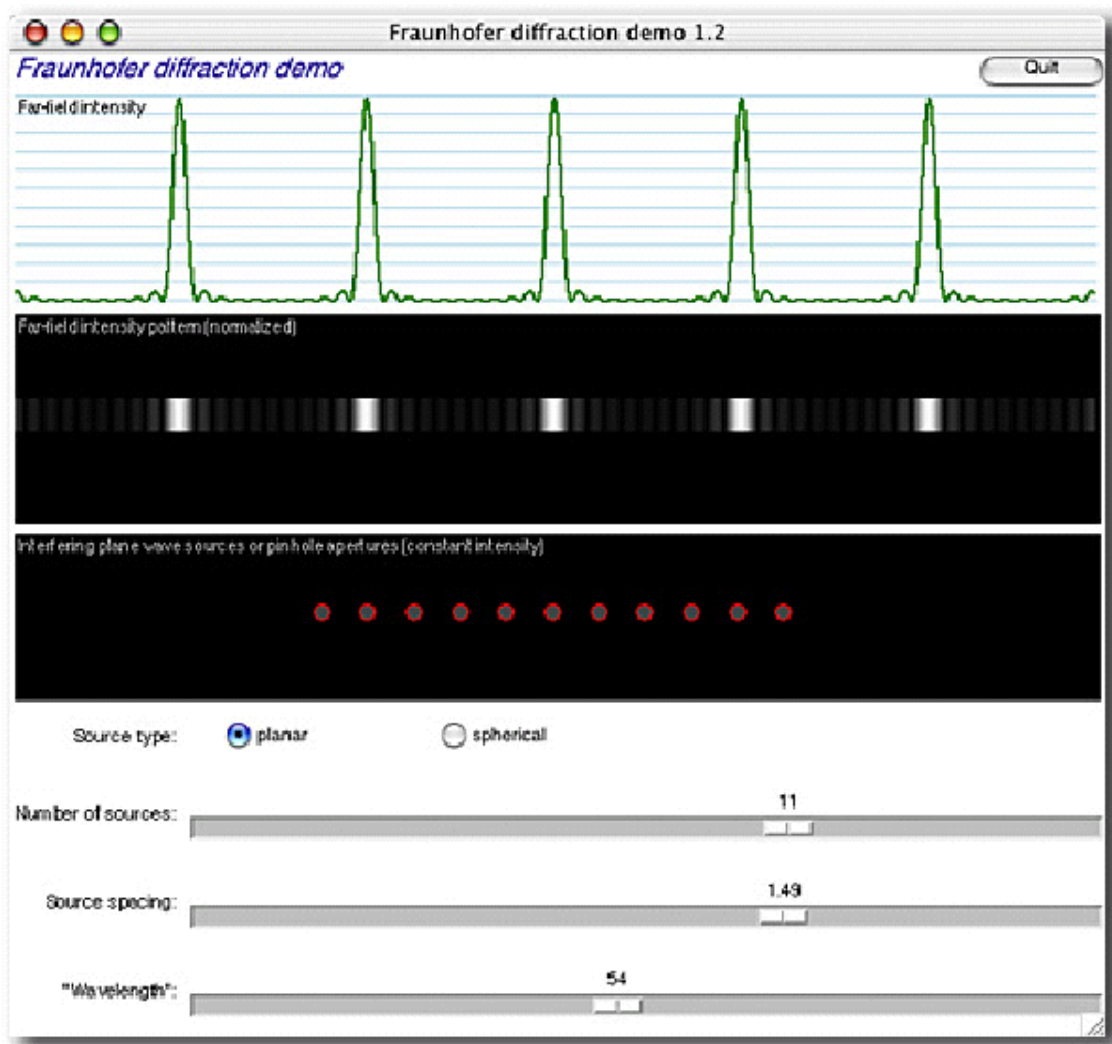 Fraunhofer diffraction demo 1.2
Fraunhofer diffraction demo
Quit
Far-field intensity
Far-field intensity pattern (normalized)
Interfering plane wave sources or pinhole apertures (constant intensity)
Source type:
planar
spherical
11
Number of sources:
1.49
Source spacing:
54
"Wavelength":